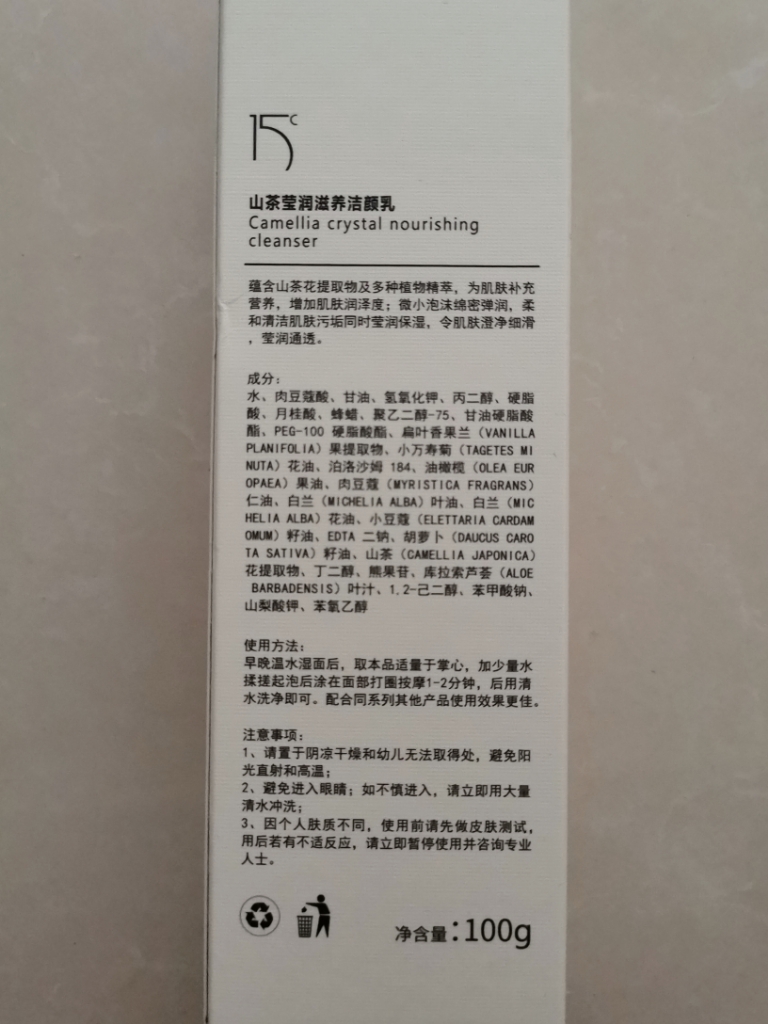 15℃
山茶莹润滋养洁颜乳
Camellia crystal nourishing
cleanser
蕴含山茶花提取物及多种植物精萃，为肌肤补充
营养，增加肌肤润泽度；微小泡沫绵密弹润，柔
和清洁肌肤污垢同时莹润保湿，令肌肤澄净细滑
，莹润通透。
成分：
水、肉豆蔻酸、甘油、氢氧化钾、丙二醇、硬脂
酸、月桂酸、蜂蜡、聚乙二醇-75、甘油硬脂酸
酯、PEG-100 硬脂酸酯、扁叶香果兰（VANILLA
PLANIFOLIA）果提取物、小万寿菊（TAGETES MI
NUTA）花油、泊洛沙姆 184、油橄榄（OLEA EUR
OPAEA）果油、肉豆蔻（MYRISTICA FRAGRANS）
仁油、白兰（MICHELIA ALBA）叶油、白兰（MIC
HELIA ALBA）花油、小豆蔻（ELETTARIA CARDAM
OMUM）籽油、EDTA 二钠、胡萝卜（DAUCUS CARO
TA SATIVA）籽油、山茶（CAMELLIA JAPONICA）
花提取物、丁二醇、熊果苷、库拉索芦荟（ALOE
BARBADENSIS）叶汁、1,2-己二醇、苯甲酸钠、
山梨酸钾、苯氧乙醇
使用方法：
早晚温水湿面后，取本品适量于掌心，加少量水
揉搓起泡后涂在面部打圈按摩1-2分钟，后用清
水洗净即可。配合同系列其他产品使用效果更佳。
注意事项：
1、请置于阴凉干燥和幼儿无法取得处，避免阳
光直射和高温；
2、避免进入眼睛；如不慎进入，请立即用大量
清水冲洗；
3、因个人肤质不同，使用前请先做皮肤测试，
用后若有不适反应，请立即暂停使用并咨询专业
人士。
净含量：100g